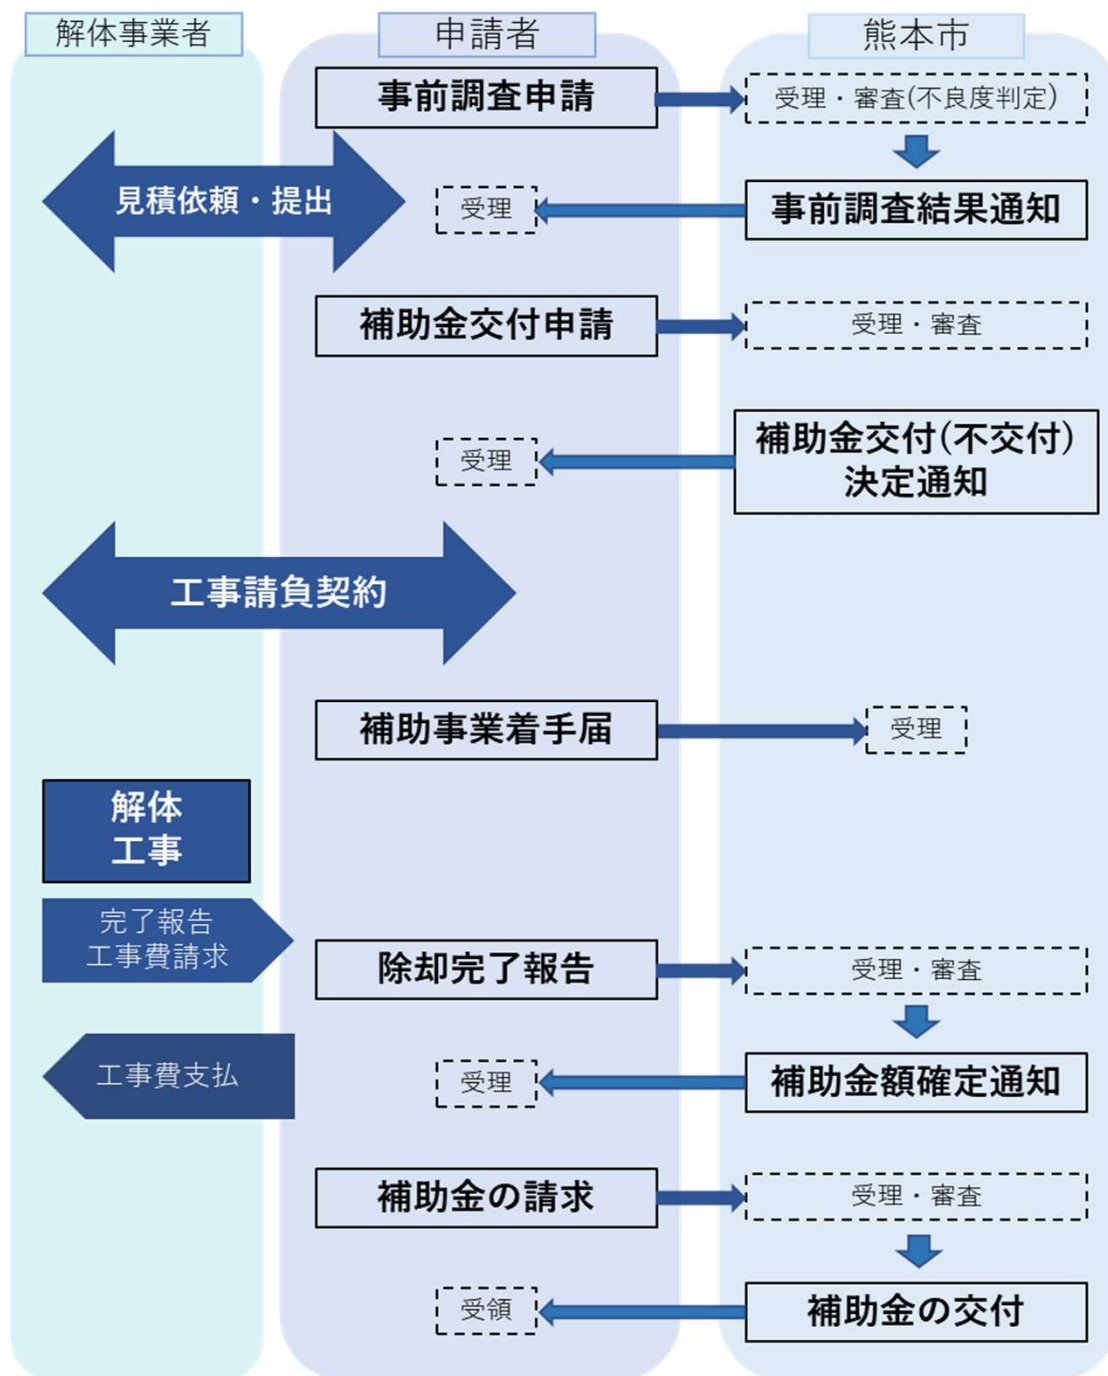 解体事業者
申請者
熊本市
事前調査申請
受理・審査(不良度判定)
見積依頼・提出
受理
事前調査結果通知
補助金交付申請
受理・審査
受理
補助金交付(不交付)
決定通知
工事請負契約
補助事業着手届
受理
解体
工事
完了報告
工事費請求
除却完了報告
受理・審査
工事費支払
受理
補助金額確定通知
補助金の請求
受理・審査
受領
補助金の交付